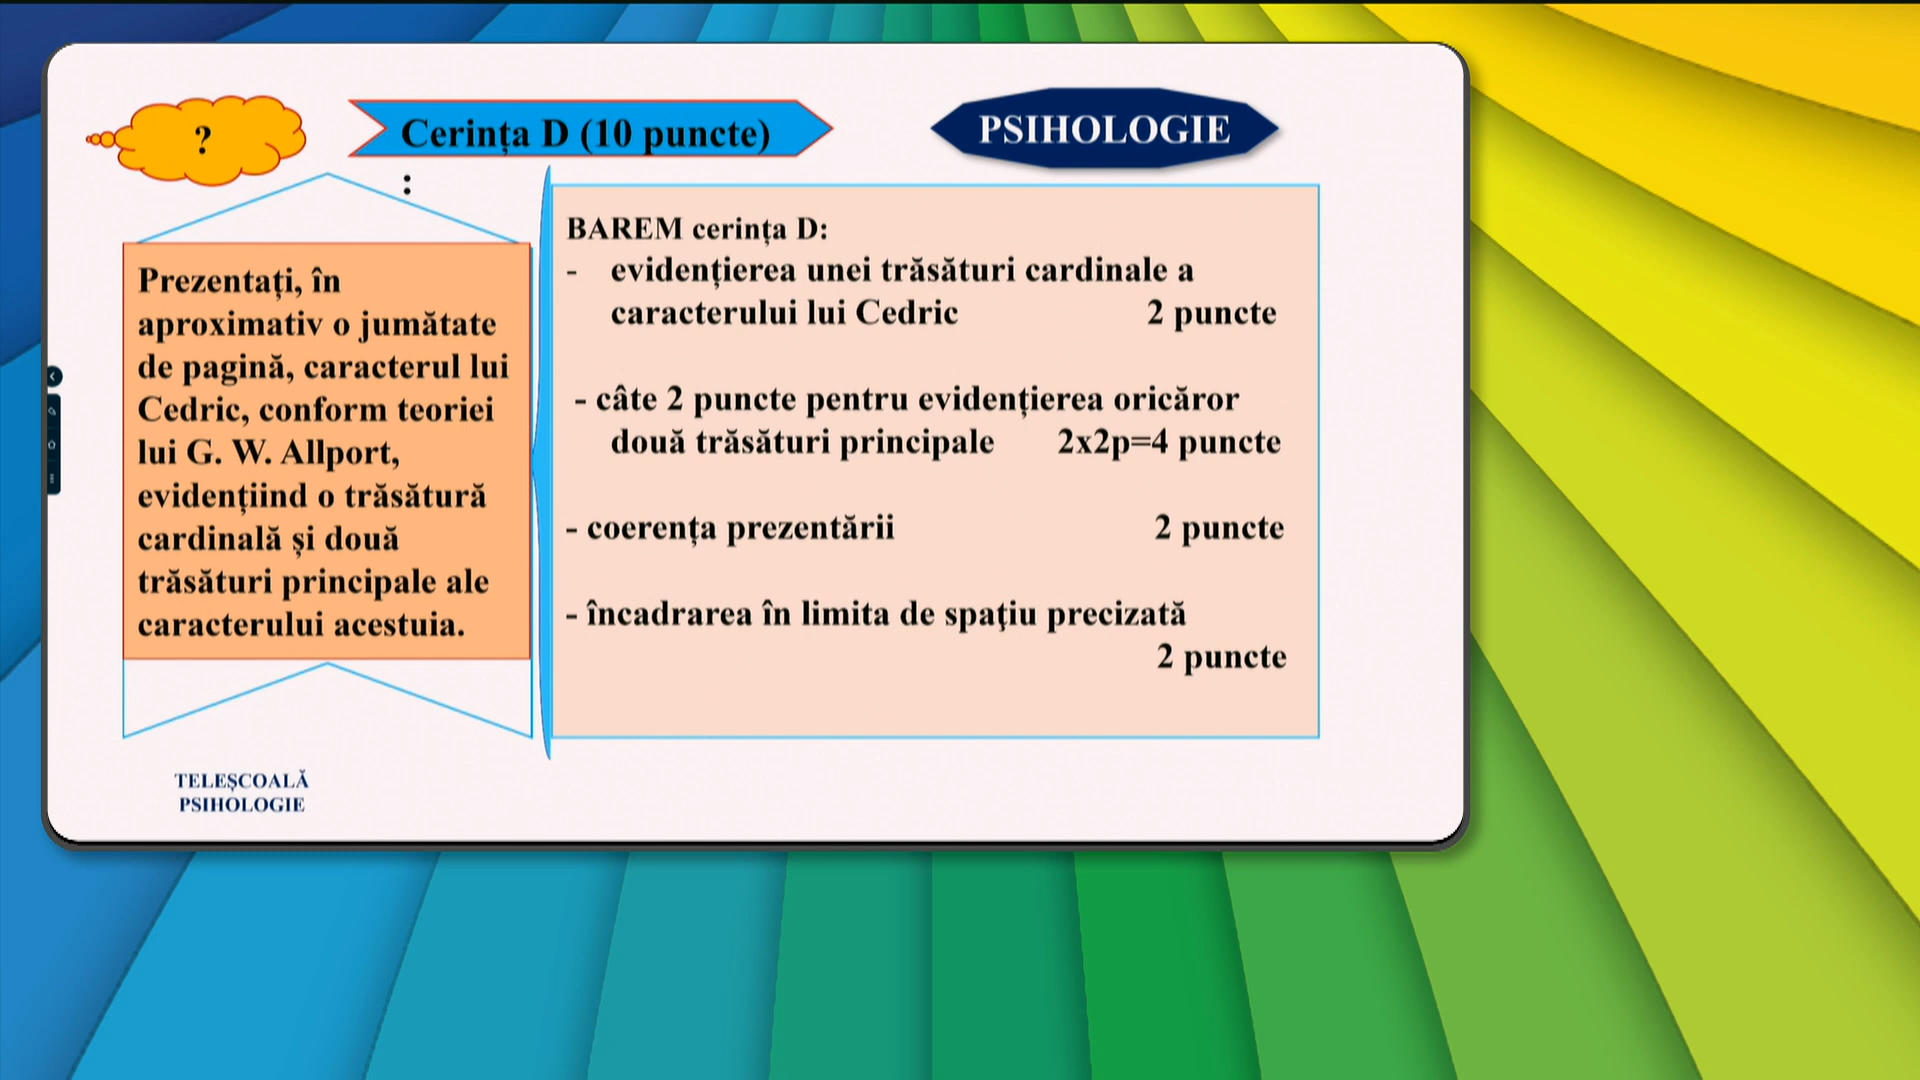 ?
Cerința D (10 puncte)
:
PSIHOLOGIE
Prezentați, în
aproximativ o jumătate
de pagină, caracterul lui
Cedric, conform teoriei
lui G. W. Allport,
evidențiind o trăsătură
cardinală și două
trăsături principale ale
caracterului acestuia.
BAREM cerința D:
- evidențierea unei trăsături cardinale a
caracterului lui Cedric 2 puncte
- câte 2 puncte pentru evidențierea oricăror
două trăsături principale 2x2p=4 puncte
- coerența prezentării 2 puncte
- încadrarea în limita de spaţiu precizată
2 puncte
TELEȘCOALĂ
PSIHOLOGIE